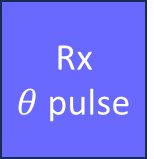 Rx
θ pulse